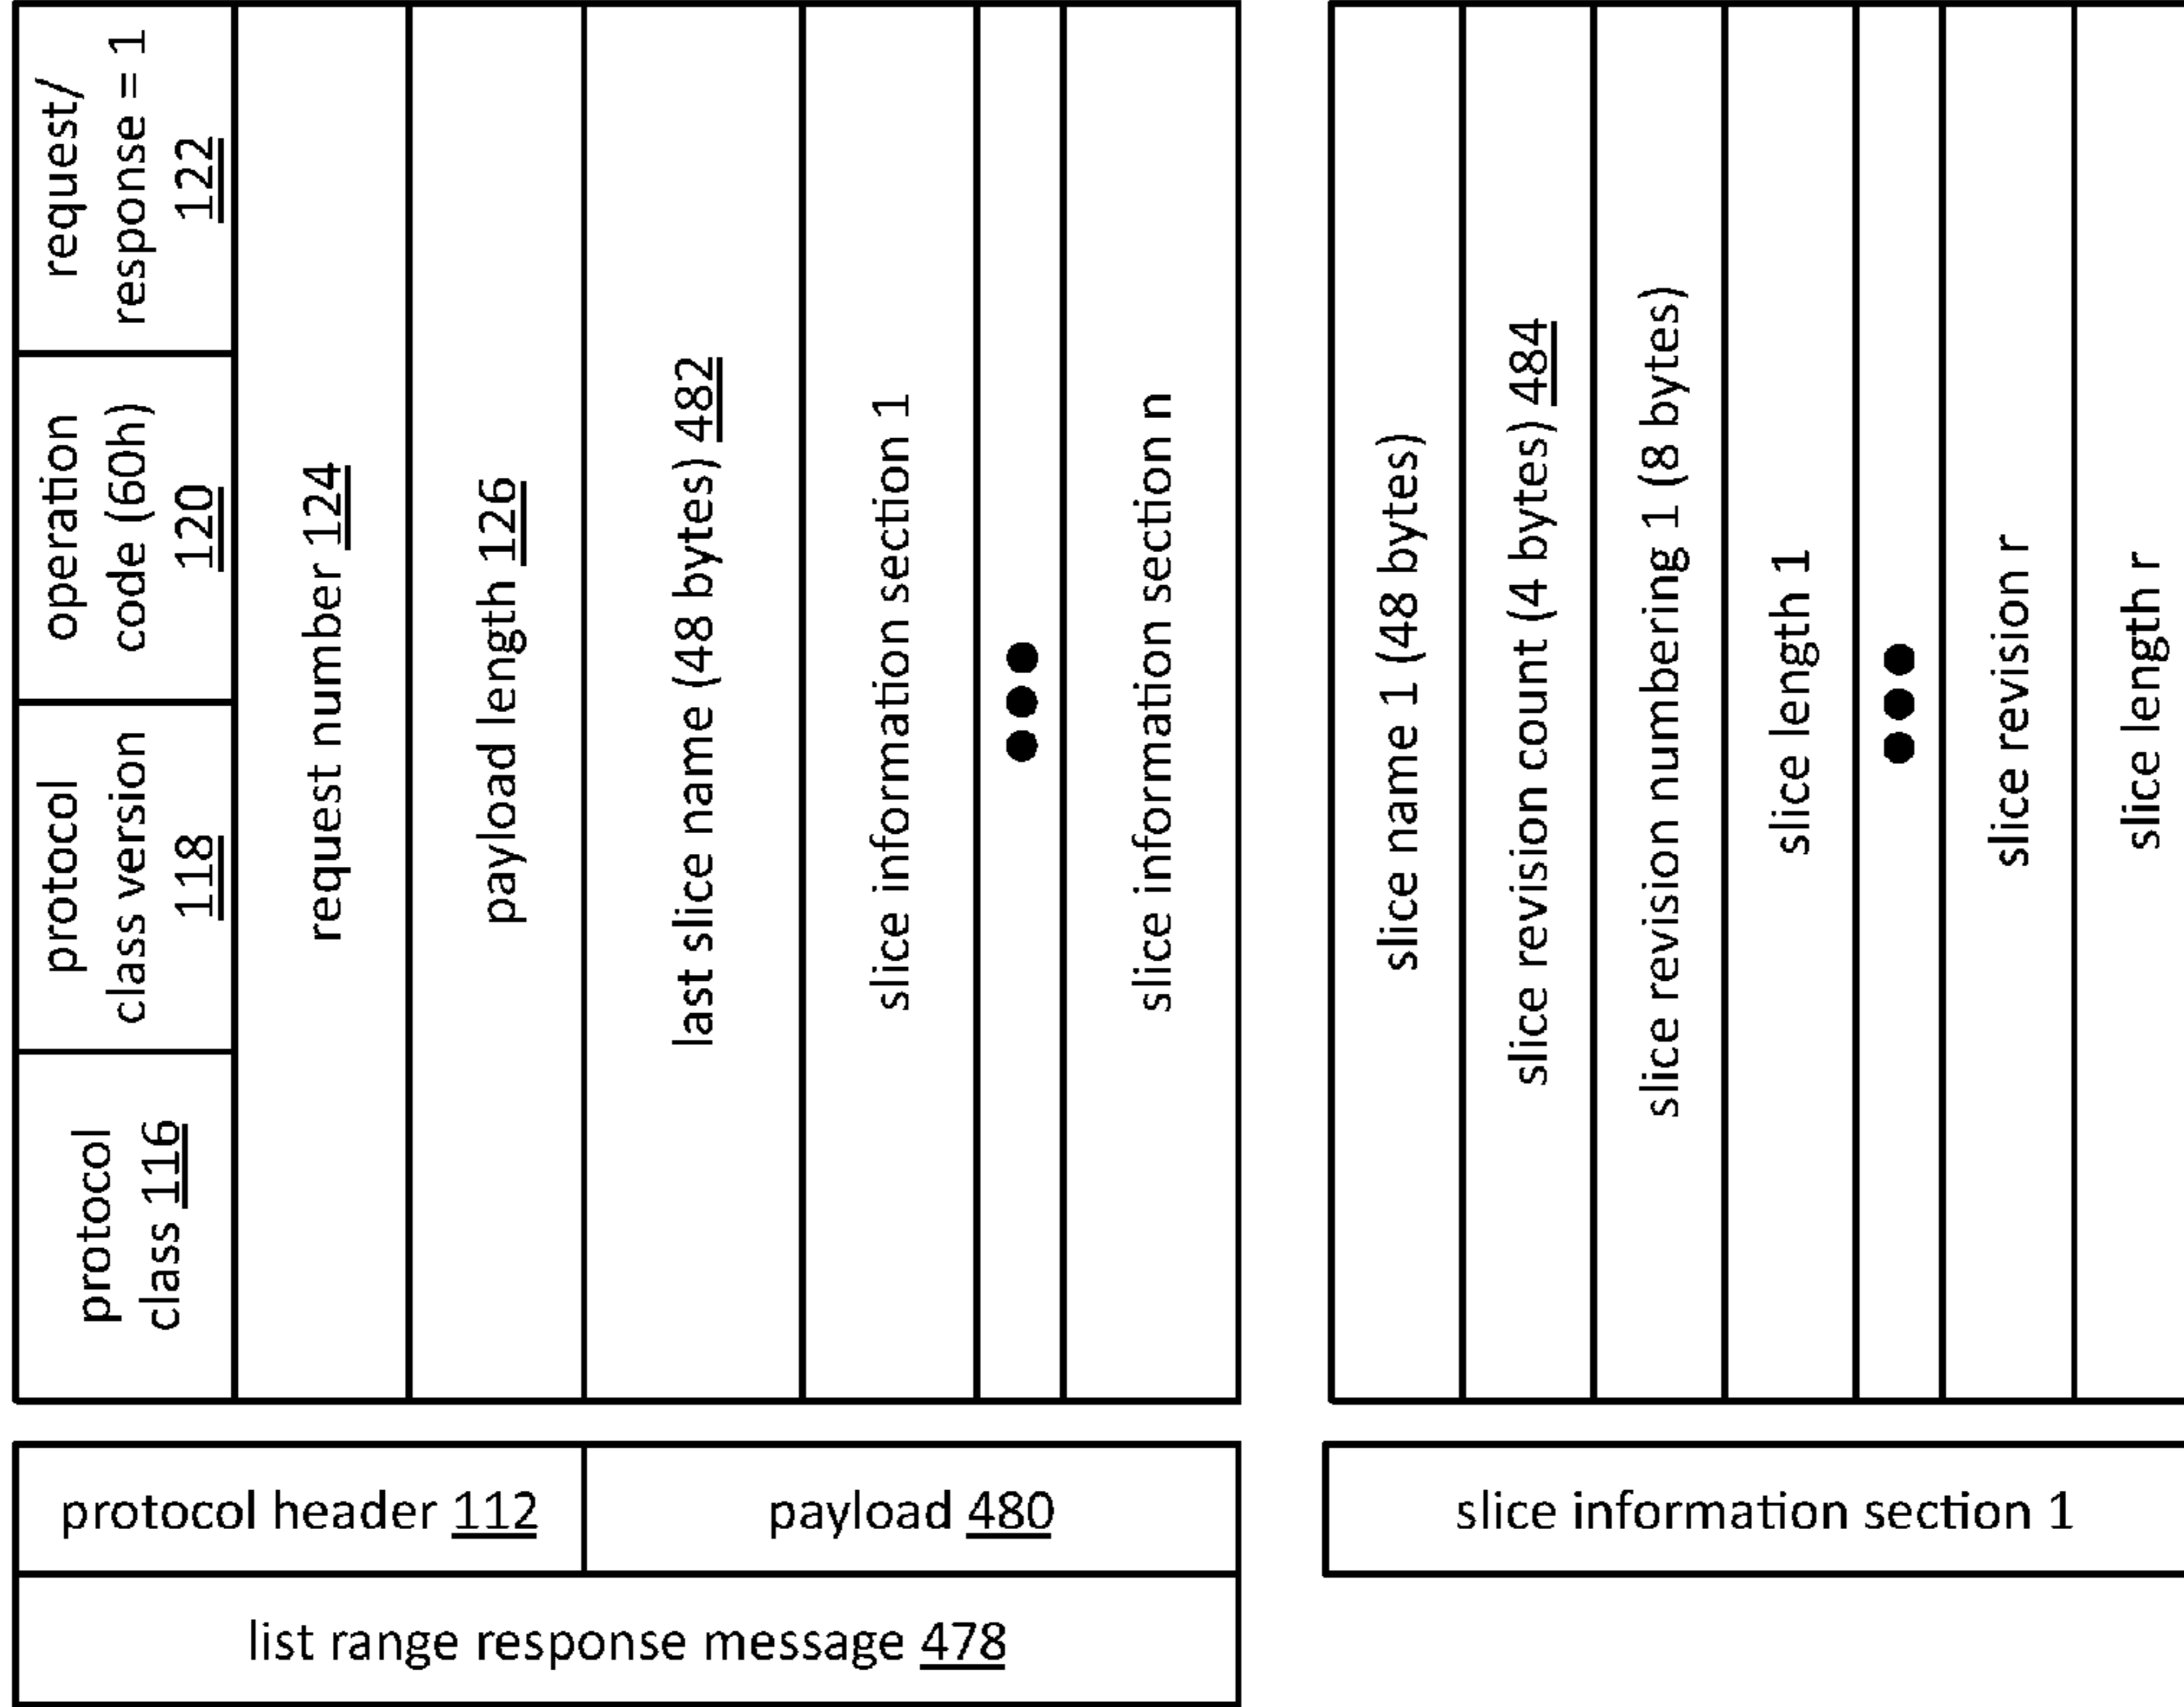 protocol
class 116
protocol
class version
118
operation
code (60h)
120
request/
response = 1
122
request number 124
payload length 126
last slice name (48 bytes) 482
slice information section 1
slice information section n
protocol header 112
payload 480
list range response message 478
slice name 1 (48 bytes)
slice revision count (4 bytes) 484
slice revision numbering 1 (8 bytes)
slice length 1
slice revision r
slice length r
slice information section 1